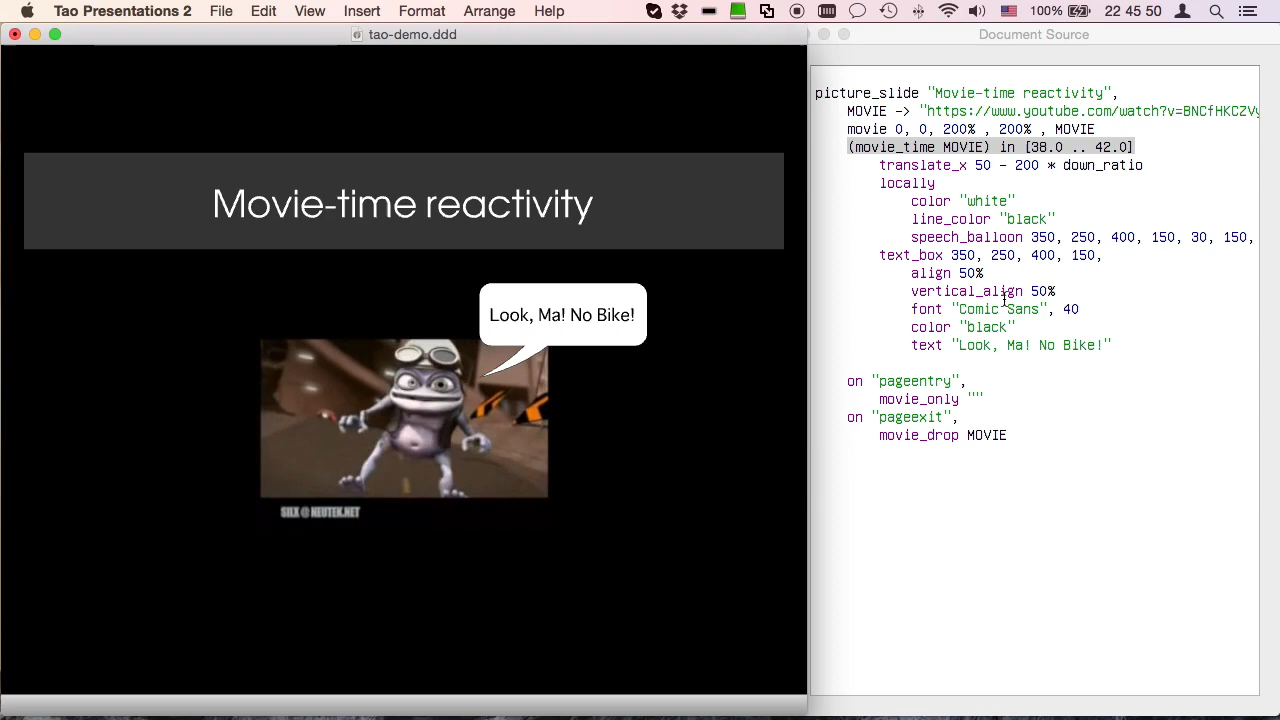 Tao Presentations 2 File Edit View Insert Format Arrange Help 100% 22 45 50
tao-demo.ddd
Movie-time reactivity
Look, Ma! No Bike!
SILX@NEUTEK.NET
Document Source
picture_slide "Movie-time reactivity",
MOVIE -> "https://www.youtube.com/watch?v=BNCfHKCZVy
movie 0, 0, 200% , 200% , MOVIE
(movie_time MOVIE) in [38.0 .. 42.0]
translate_x 50 - 200 * down_ratio
locally
color "white"
line_color "black"
speech_balloon 350, 250, 400, 150, 30, 150,
text_box 350, 250, 400, 150,
align 50%
vertical_align 50%
font "Comic Sans", 40
color "black"
text "Look, Ma! No Bike!"
on "pageentry",
movie_only ""
on "pageexit",
movie_drop MOVIE